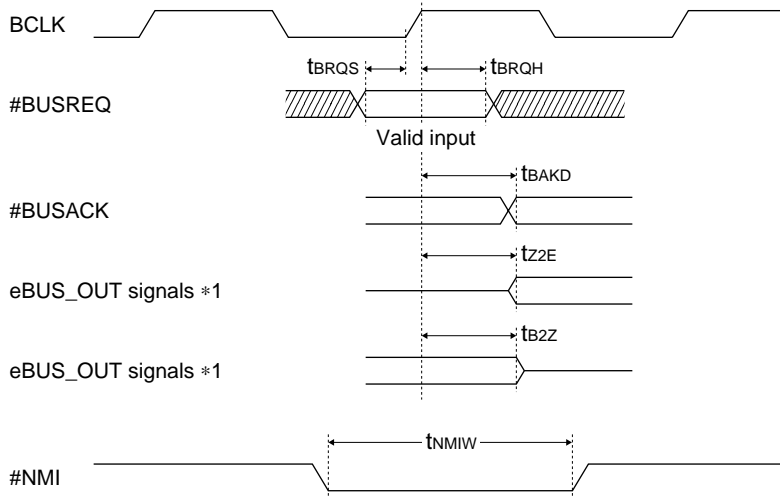 BCLK
tBRQS
tBRQH
#BUSREQ
Valid input
tBAKD
#BUSACK
tZ2E
eBUS_OUT signals ∗1
tB2Z
eBUS_OUT signals ∗1
tNMIW
#NMI